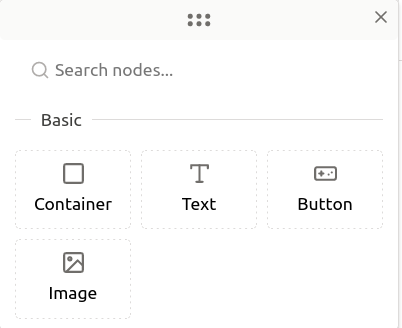 Search nodes...
Basic
Container
Text
Button
Image